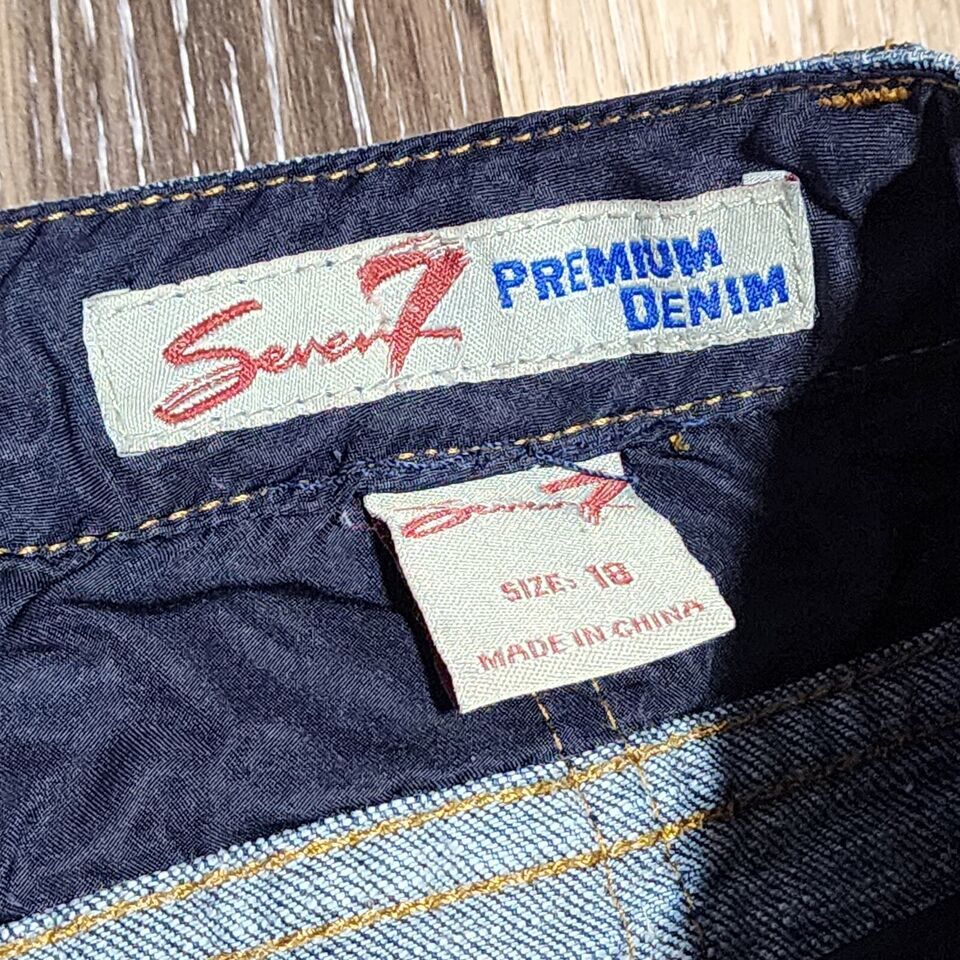 Seven7 PREMIUM
DENIM
Seven7
SIZE: 18
MADE IN CHINA